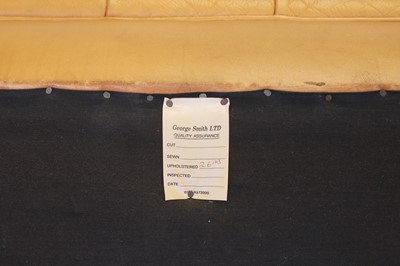 George Smith LTD
QUALITY ASSURANCE
CUT
SEWN
UPHOLSTERED
INSPECTED
DATE